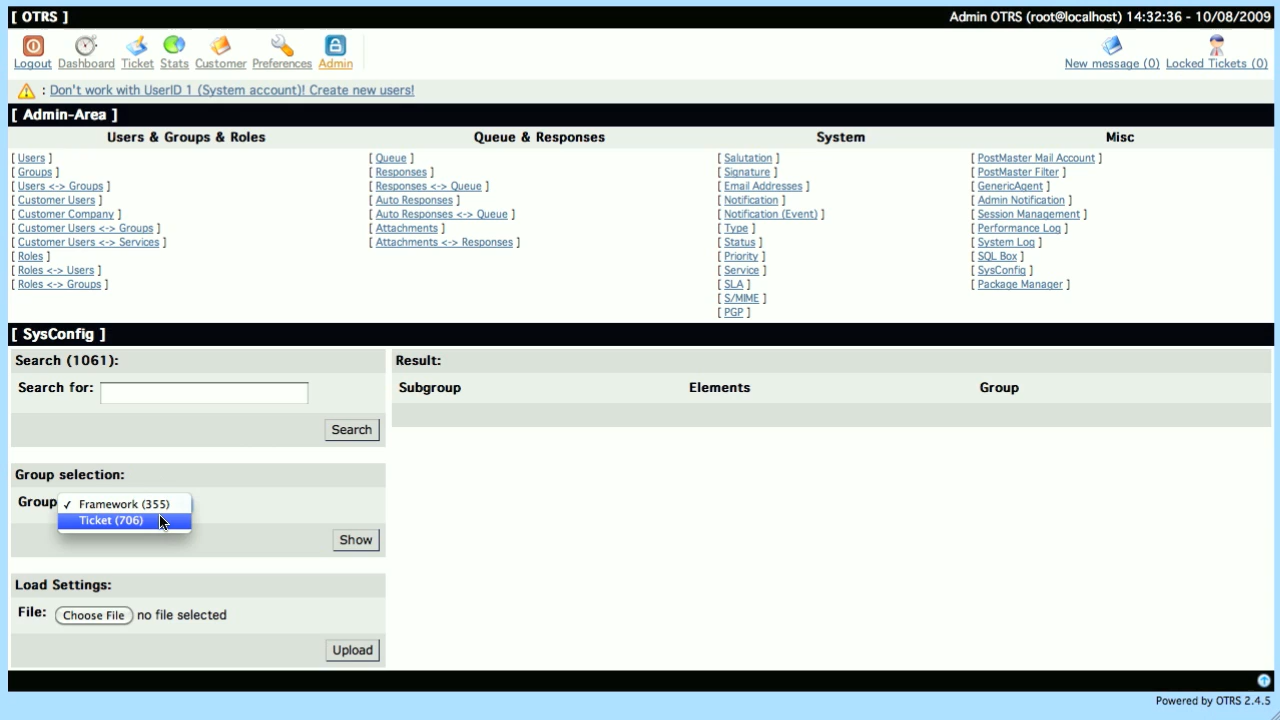 [ OTRS ]
Admin OTRS (root@localhost) 14:32:36 - 10/08/2009
Logout Dashboard Ticket Stats Customer Preferences Admin
New message (0) Locked Tickets (0)
: Don't work with UserID 1 (System account)! Create new users!
[ Admin-Area ]
Users & Groups & Roles
[ Users ]
[ Groups ]
[ Users <-> Groups ]
[ Customer Users ]
[ Customer Company ]
[ Customer Users <-> Groups ]
[ Customer Users <-> Services ]
[ Roles ]
[ Roles <-> Users ]
[ Roles <-> Groups ]
Queue & Responses
[ Queue ]
[ Responses ]
[ Responses <-> Queue ]
[ Auto Responses ]
[ Auto Responses <-> Queue ]
[ Attachments ]
[ Attachments <-> Responses ]
System
[ Salutation ]
[ Signature ]
[ Email Addresses ]
[ Notification ]
[ Notification (Event) ]
[ Type ]
[ Status ]
[ Priority ]
[ Service ]
[ SLA ]
[ S/MIME ]
[ PGP ]
Misc
[ PostMaster Mail Account ]
[ PostMaster Filter ]
[ GenericAgent ]
[ Admin Notification ]
[ Session Management ]
[ Performance Log ]
[ System Log ]
[ SQL Box ]
[ SysConfig ]
[ Package Manager ]
[ SysConfig ]
Search (1061):
Search for:
Search
Group selection:
Group
✓ Framework (355)
Ticket (706)
Show
Load Settings:
File: Choose File no file selected
Upload
Result:
Subgroup Elements Group
Powered by OTRS 2.4.5